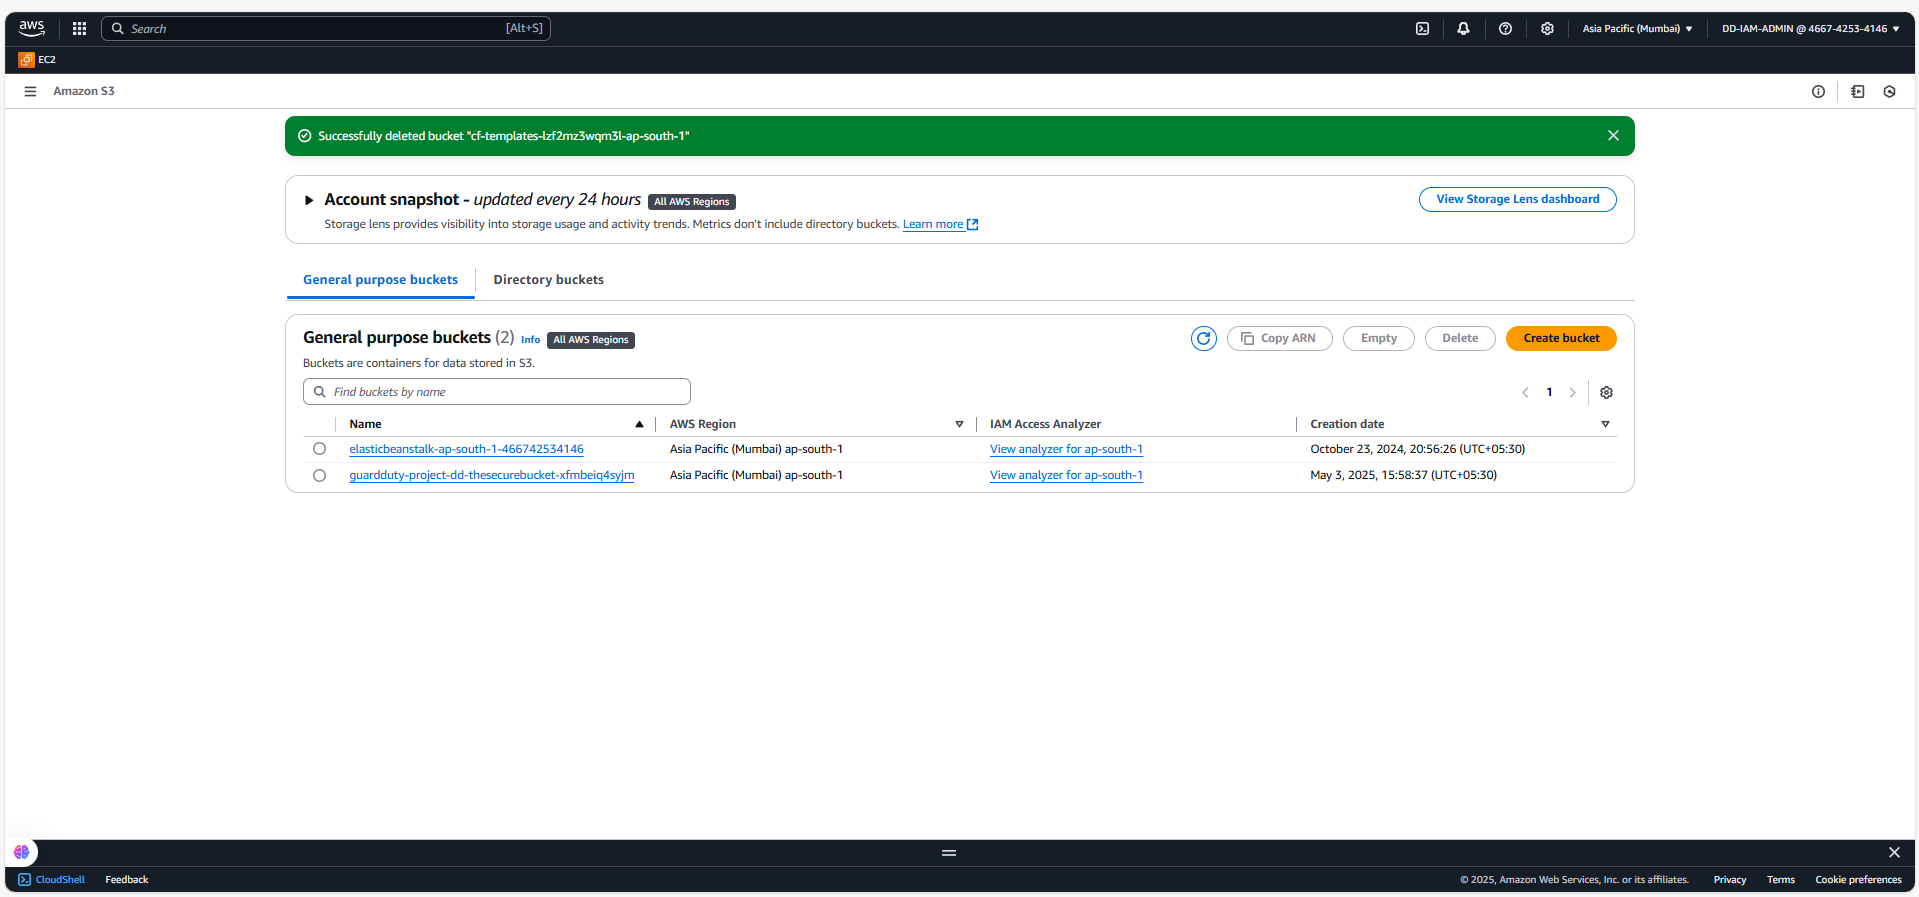 aws
Search [Alt+S]
Asia Pacific (Mumbai)
DD-IAM-ADMIN @ 4667-4253-4146
EC2
Amazon S3
Successfully deleted bucket "cf-templates-lzf2mz3wqm3l-ap-south-1"
Account snapshot - updated every 24 hours All AWS Regions
View Storage Lens dashboard
Storage lens provides visibility into storage usage and activity trends. Metrics don't include directory buckets. Learn more
General purpose buckets Directory buckets
General purpose buckets (2) Info All AWS Regions
Copy ARN Empty Delete Create bucket
Buckets are containers for data stored in S3.
Find buckets by name
1
Name AWS Region IAM Access Analyzer Creation date
elasticbeanstalk-ap-south-1-466742534146 Asia Pacific (Mumbai) ap-south-1 View analyzer for ap-south-1 October 23, 2024, 20:56:26 (UTC+05:30)
guardduty-project-dd-thesecurebucket-xfmbeiq4syjm Asia Pacific (Mumbai) ap-south-1 View analyzer for ap-south-1 May 3, 2025, 15:58:37 (UTC+05:30)
CloudShell Feedback
© 2025, Amazon Web Services, Inc. or its affiliates. Privacy Terms Cookie preferences